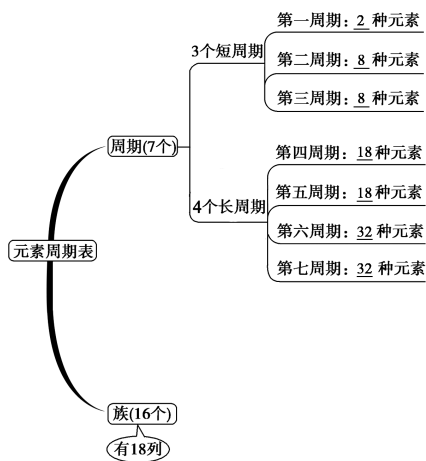 第一周期：2 种元素
3个短周期
第二周期：8 种元素
第三周期：8 种元素
周期(7个)
第四周期：18种元素
第五周期：18种元素
4个长周期
第六周期：32 种元素
第七周期：32 种元素
元素周期表
族(16个)
有18列